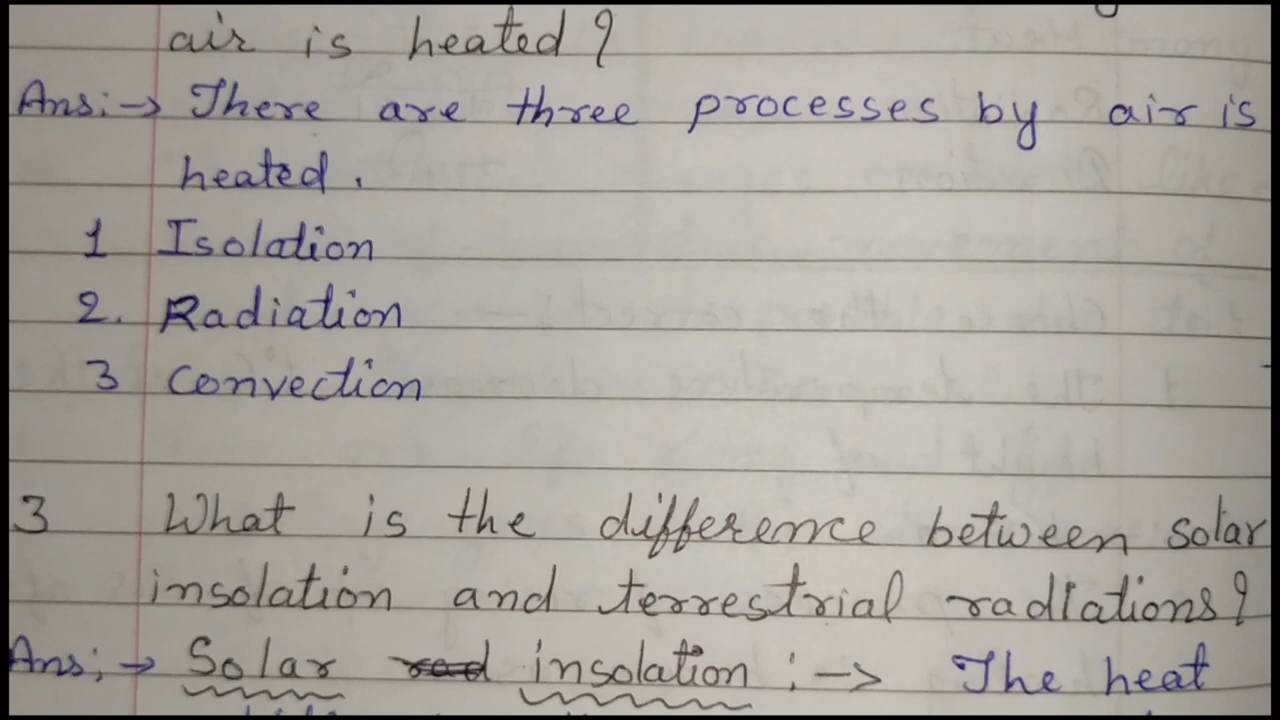 air is heated?
Ans:→ There are three processes by air is
heated.
1 Isolation
2. Radiation
3 Convection
3 What is the difference between solar
insolation and terrestrial radiations?
Ans;→ Solar insolation :-> The heat